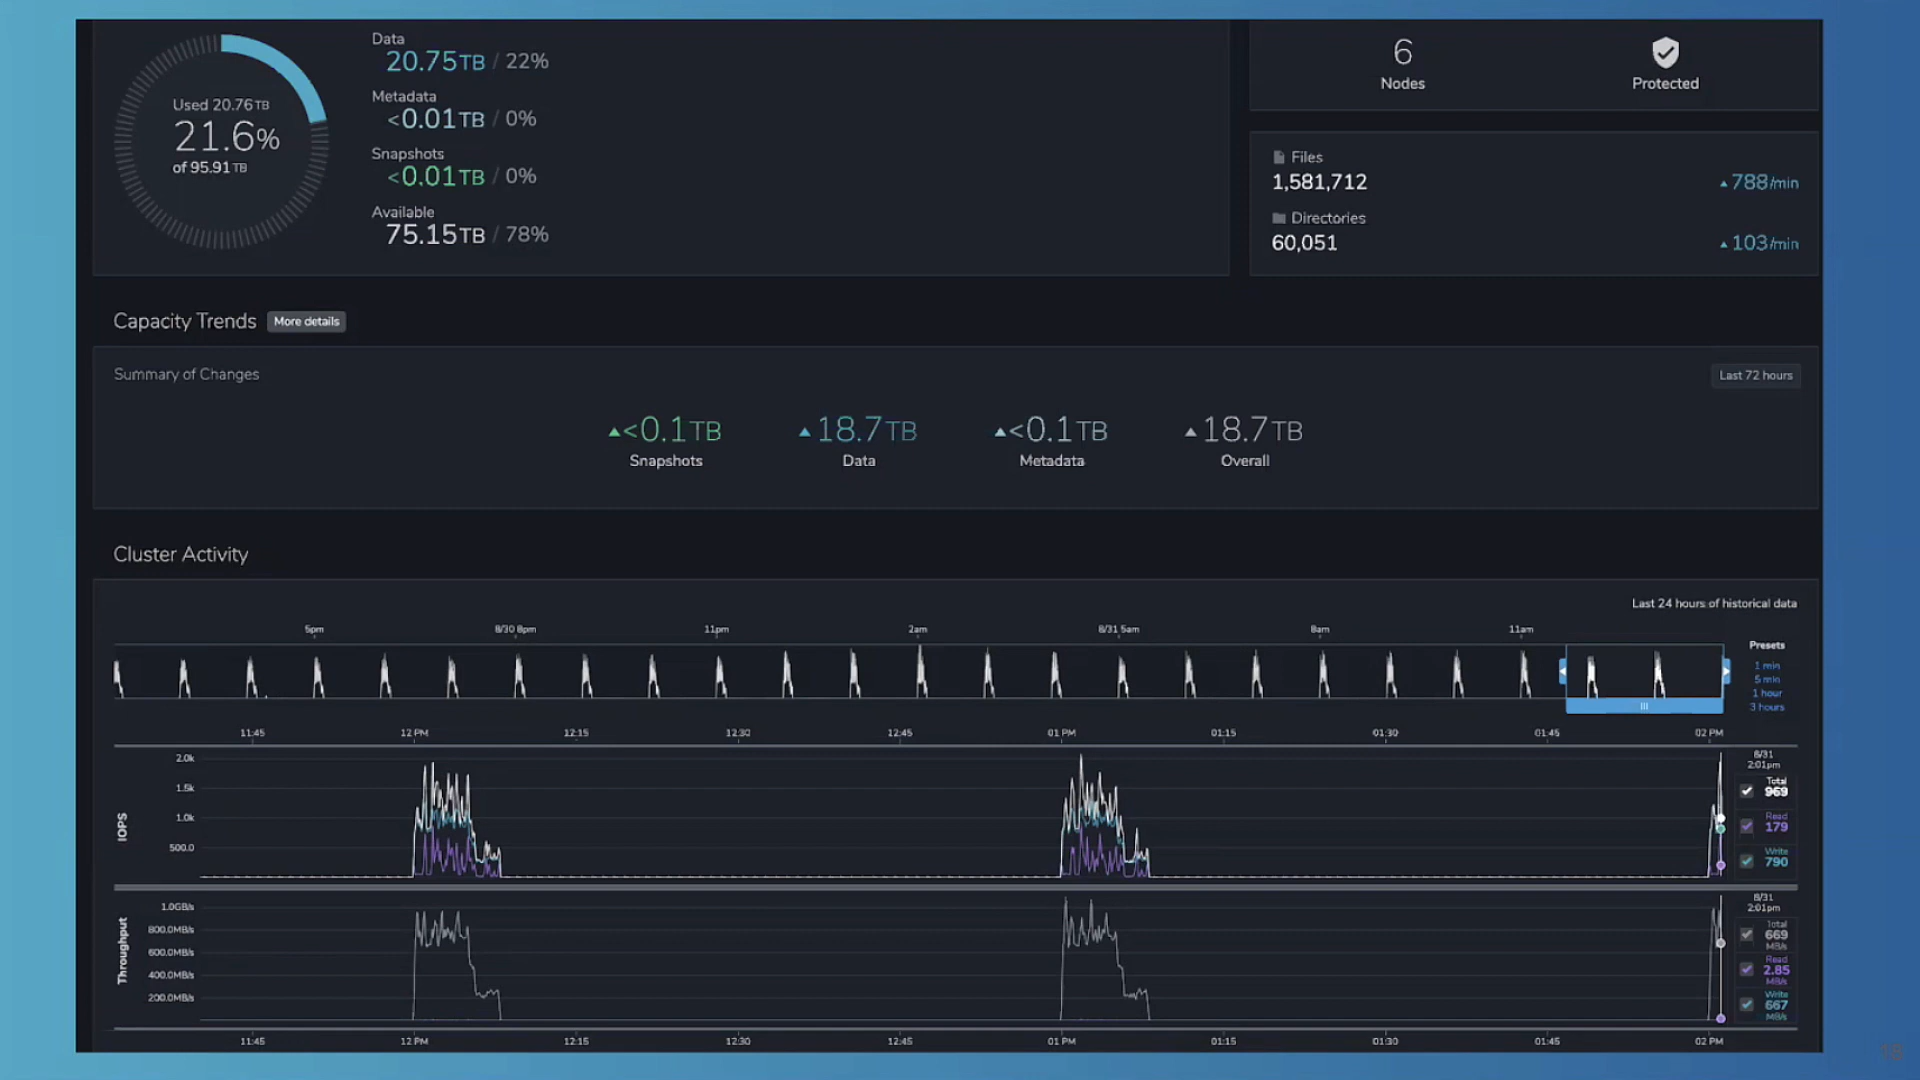 Used 20.76TB
21.6%
of 95.91TB
Data
20.75TB / 22%
Metadata
<0.01TB / 0%
Snapshots
<0.01TB / 0%
Available
75.15TB / 78%
6
Nodes
Protected
Files
1,581,712
788/min
Directories
60,051
103/min
Capacity Trends
More details
Summary of Changes
Last 72 hours
<0.1TB
Snapshots
18.7TB
Data
<0.1TB
Metadata
18.7TB
Overall
Cluster Activity
Last 24 hours of historical data
5pm 8/30 8pm 11pm 2am 8/31 5am 8am 11am
Presets
1 min
5 min
1 hour
3 hours
11:45 12 PM 12:15 12:30 12:45 01 PM 01:15 01:30 01:45 02 PM
IOPS
2.0k
1.5k
1.0k
500.0
8/31
2:01pm
Total
969
Read
179
Write
790
Throughput
1.0GB/s
800.0MB/s
600.0MB/s
400.0MB/s
200.0MB/s
8/31
2:01pm
Total
669
MB/s
Read
2.85
MB/s
Write
667
MB/s
11:45 12 PM 12:15 12:30 12:45 01 PM 01:15 01:30 01:45 02 PM